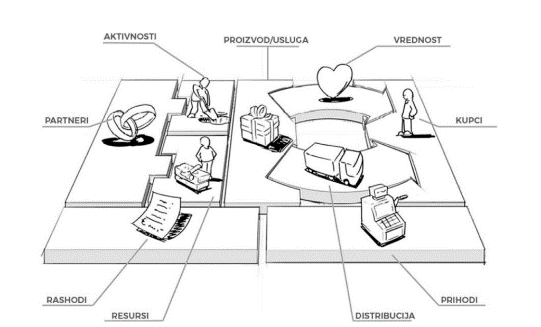 AKTIVNOSTI
PROIZVOD/USLUGA
VREDNOST
PARTNERI
KUPCI
RASHODI
RESURSI
DISTRIBUCIJA
PRIHODI